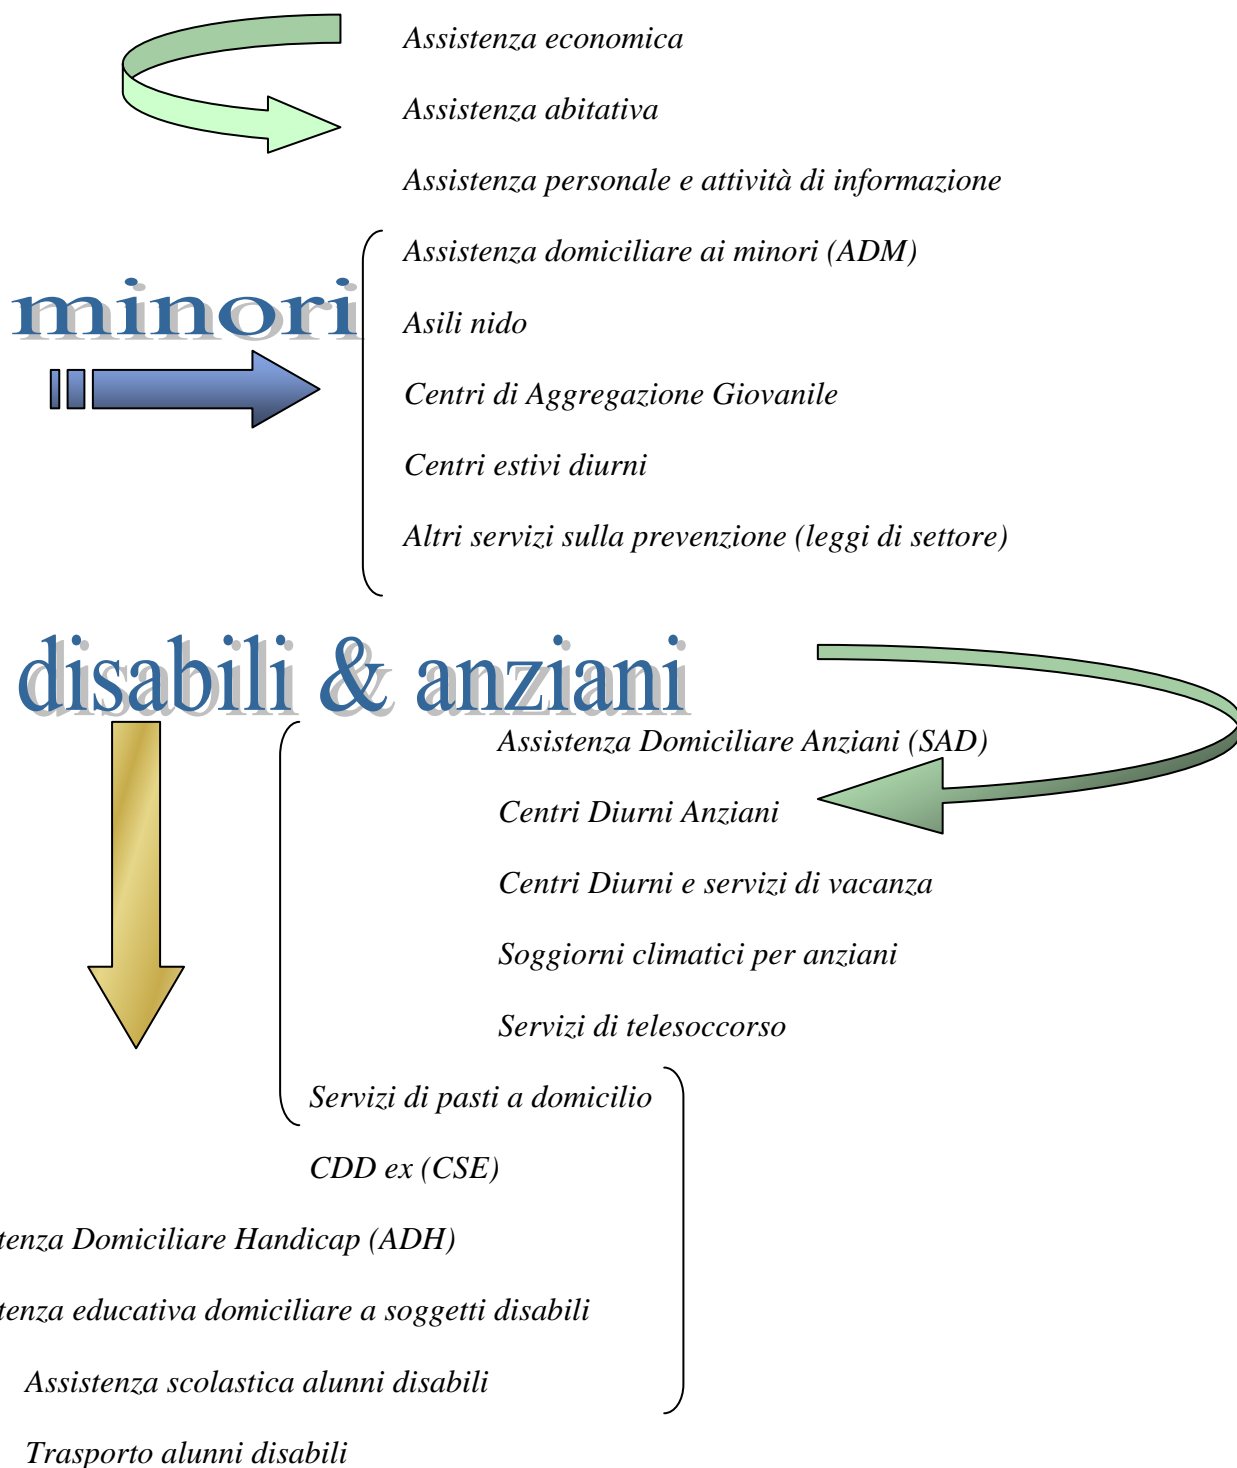 Assistenza economica
Assistenza abitativa
Assistenza personale e attività di informazione
Assistenza domiciliare ai minori (ADM)
minori
Asili nido
Centri di Aggregazione Giovanile
Centri estivi diurni
Altri servizi sulla prevenzione (leggi di settore)
disabili & anziani
Assistenza Domiciliare Anziani (SAD)
Centri Diurni Anziani
Centri Diurni e servizi di vacanza
Soggiorni climatici per anziani
Servizi di telesoccorso
Servizi di pasti a domicilio
CDD ex (CSE)
tenza Domiciliare Handicap (ADH)
tenza educativa domiciliare a soggetti disabili
Assistenza scolastica alunni disabili
Trasporto alunni disabili